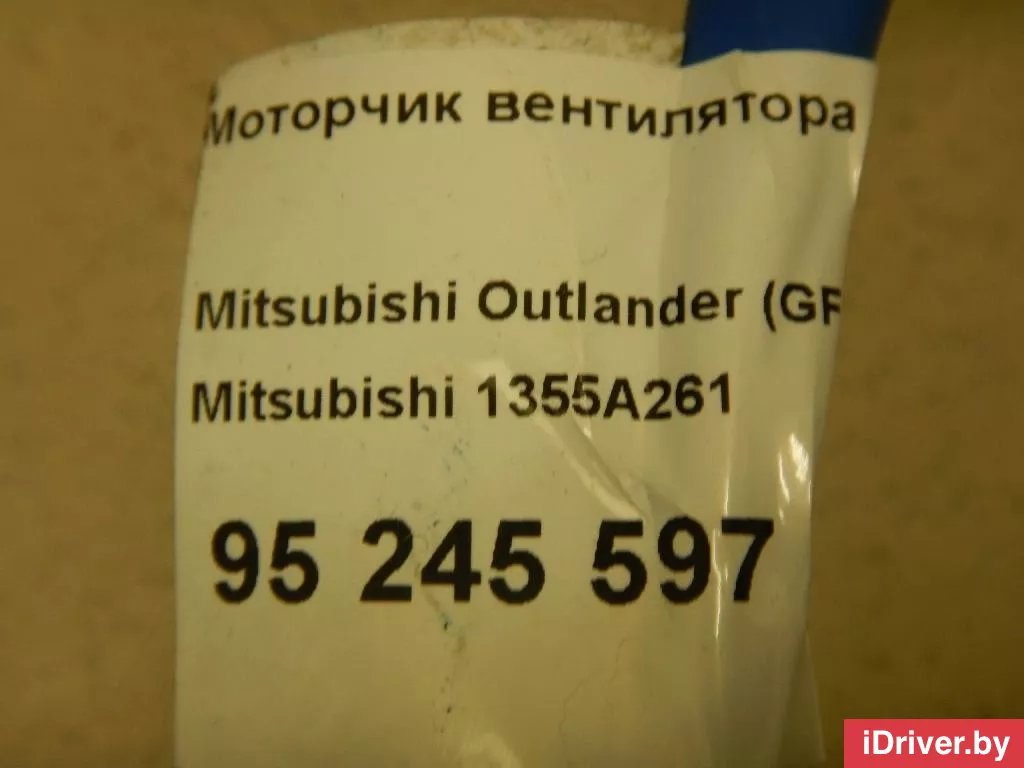 Моторчик вентилятора
Mitsubishi Outlander (GF
Mitsubishi 1355A261
95 245 597
iDriver.by